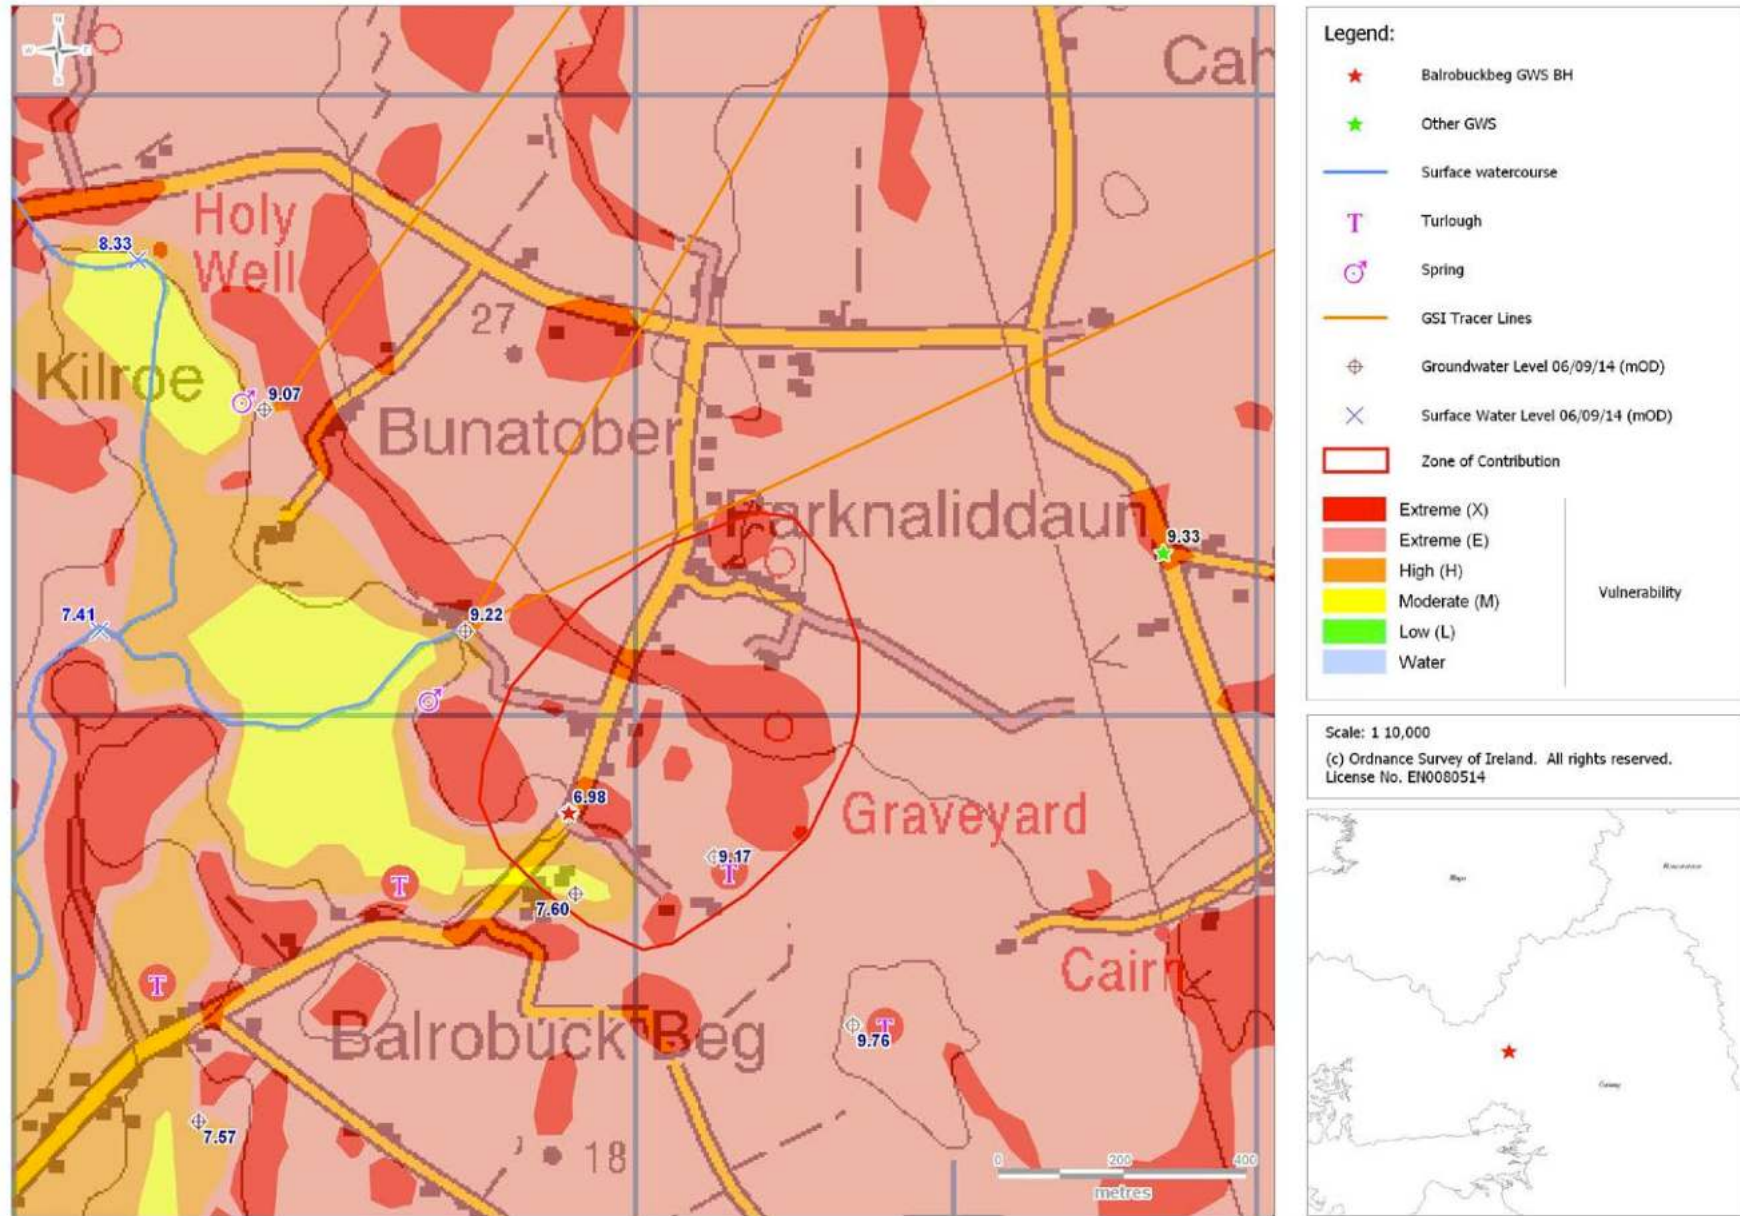 N
W E
S
Cah
Holy
Well
8.33
27
Kilroe
9.07
Bunatober
Parknaliddaun
9.33
9.22
7.41
6.98
Graveyard
9.17
T
T
7.60
T
Cairn
Balrobuck Beg
T
9.76
7.57
18
0 200 400
metres
Legend:
Balrobuckbeg GWS BH
Other GWS
Surface watercourse
T Turlough
Spring
GSI Tracer Lines
Groundwater Level 06/09/14 (mOD)
Surface Water Level 06/09/14 (mOD)
Zone of Contribution
Extreme (X)
Extreme (E)
High (H)
Moderate (M)
Low (L)
Water
Vulnerability
Scale: 1 10,000
(c) Ordnance Survey of Ireland. All rights reserved.
License No. EN0080514
Mayo
Roscommon
Galway